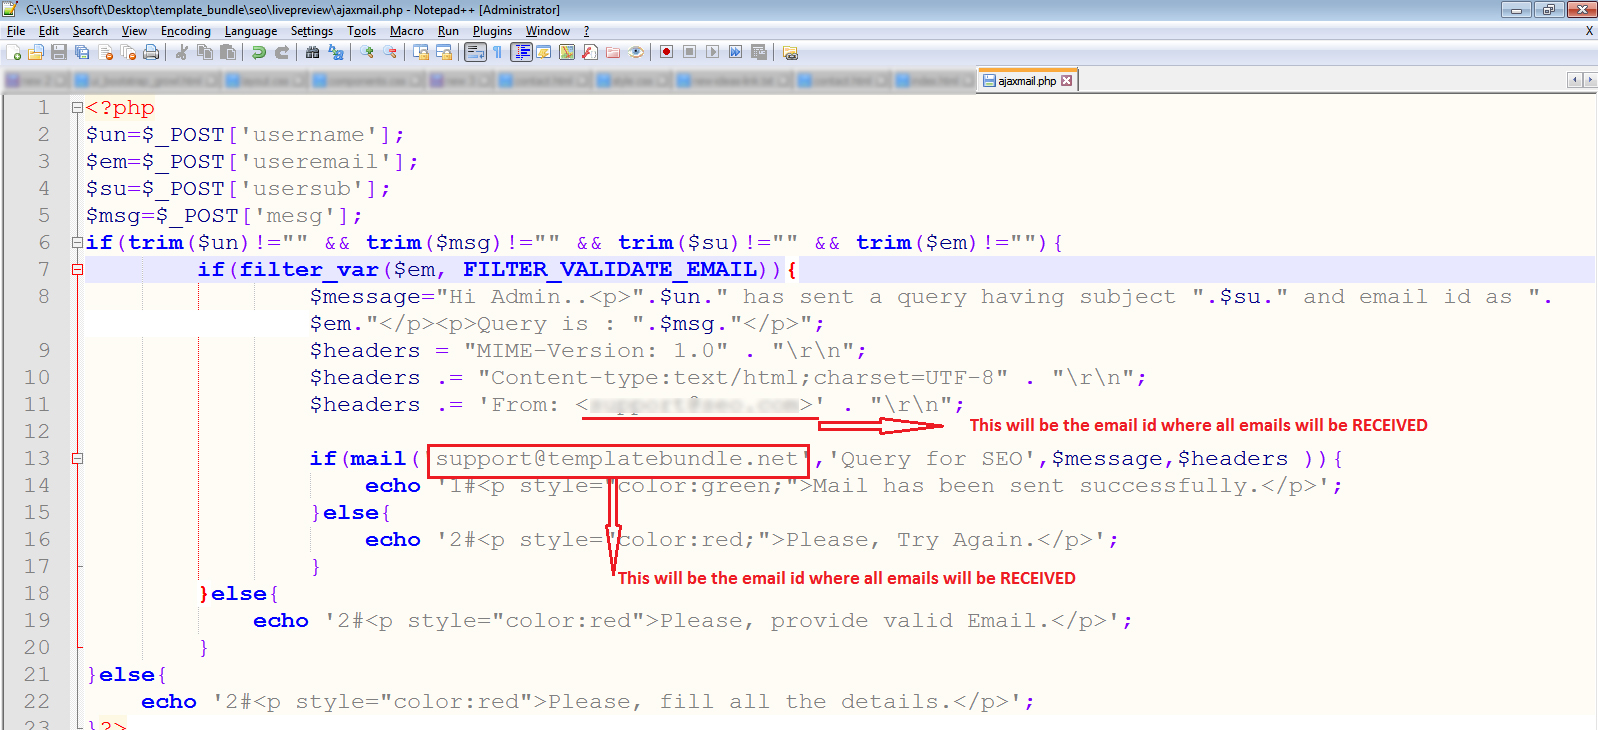 C:\Users\hsoft\Desktop\template_bundle\seo\livepreview\ajaxmail.php - Notepad++ [Administrator]
File Edit Search View Encoding Language Settings Tools Macro Run Plugins Window ? X
ajaxmail.php
1 <?php
2 $un=$_POST['username'];
3 $em=$_POST['useremail'];
4 $su=$_POST['usersub'];
5 $msg=$_POST['mesg'];
6 if(trim($un)!="" && trim($msg)!="" && trim($su)!="" && trim($em)!=""){
7 if(filter_var($em, FILTER_VALIDATE_EMAIL)){
8 $message="Hi Admin..<p>".$un." has sent a query having subject ".$su." and email id as ".
$em."</p><p>Query is : ".$msg."</p>";
9 $headers = "MIME-Version: 1.0" . "\r\n";
10 $headers .= "Content-type:text/html;charset=UTF-8" . "\r\n";
11 $headers .= 'From: < >' . "\r\n";
This will be the email id where all emails will be RECEIVED
12
13 if(mail('support@templatebundle.net','Query for SEO',$message,$headers )){
14 echo '1#<p style="color:green;">Mail has been sent successfully.</p>';
15 }else{
16 echo '2#<p style="color:red;">Please, Try Again.</p>';
17 }
This will be the email id where all emails will be RECEIVED
18 }else{
19 echo '2#<p style="color:red">Please, provide valid Email.</p>';
20 }
21 }else{
22 echo '2#<p style="color:red">Please, fill all the details.</p>';
23 }?>